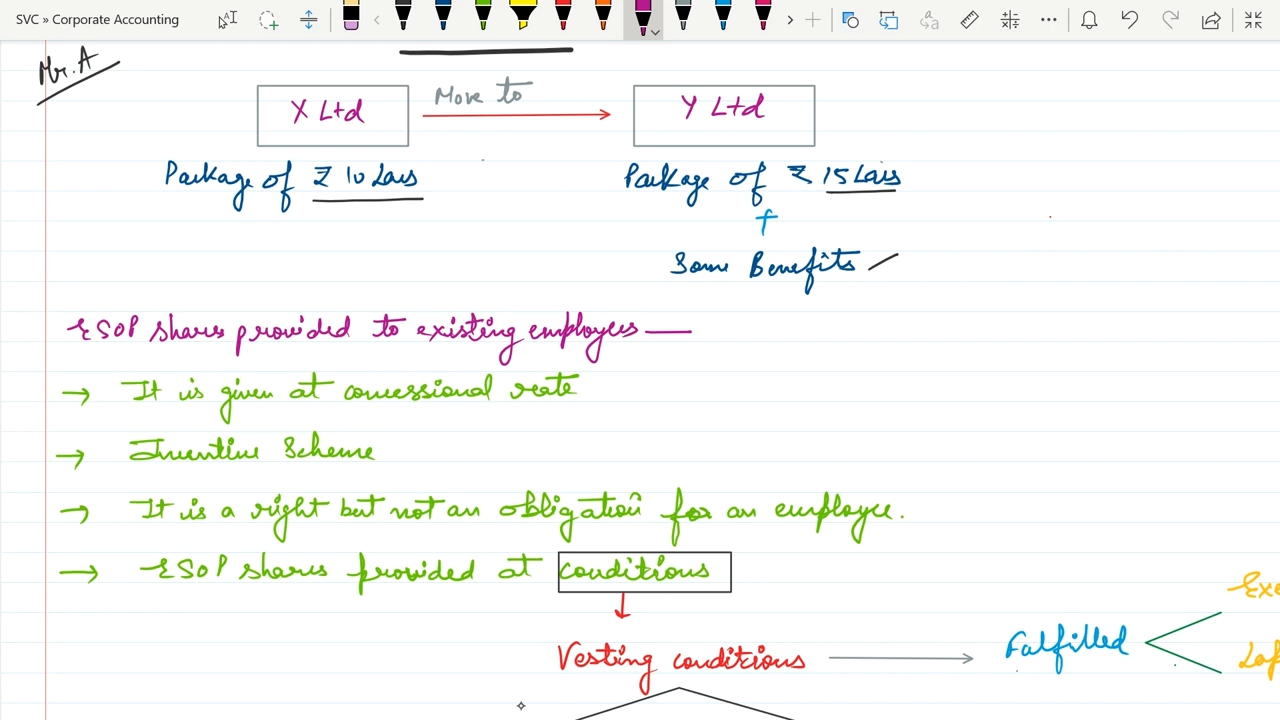 SVC » Corporate Accounting
Mr. A
X Ltd
Move to
Y Ltd
Package of ₹ 10 Lacs
Package of ₹ 15 Lacs
+
Some Benefits
ESOP shares provided to existing employees —
→ It is given at concessional rate
→ Incentive Scheme
→ It is a right but not an obligation for an employee.
→ ESOP shares provided at conditions
Vesting conditions
Fulfilled
Exe
Lap